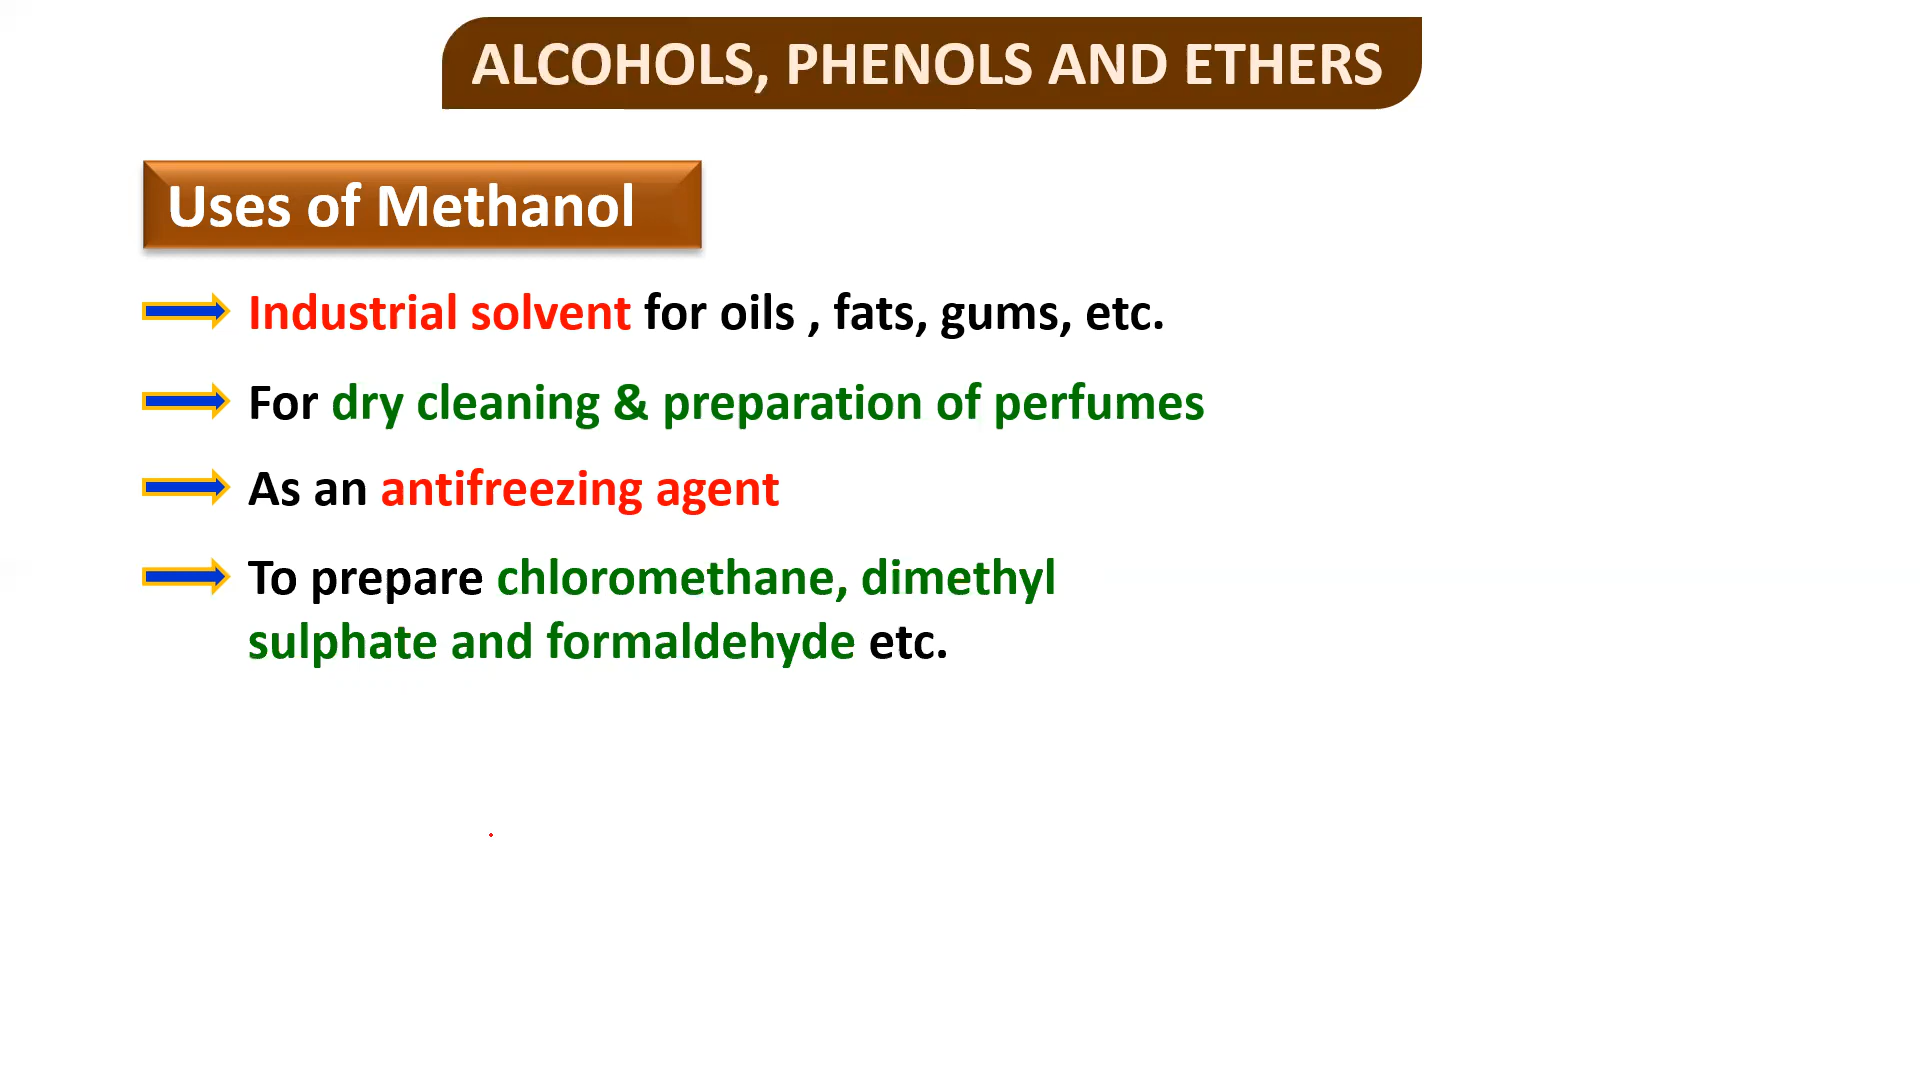 ALCOHOLS, PHENOLS AND ETHERS
Uses of Methanol
Industrial solvent for oils , fats, gums, etc.
For dry cleaning & preparation of perfumes
As an antifreezing agent
To prepare chloromethane, dimethyl
sulphate and formaldehyde etc.